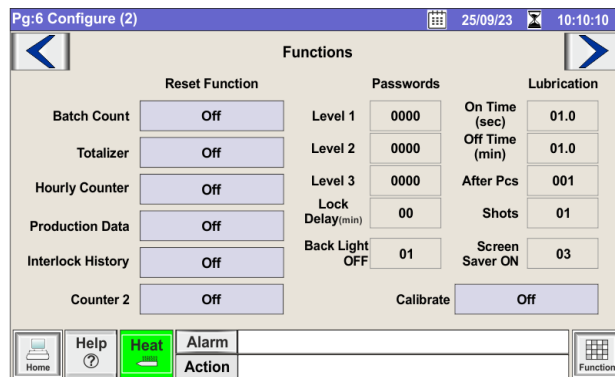 Pg:6 Configure (2) 25/09/23 10:10:10
Functions
Reset Function Passwords Lubrication
Batch Count Off Level 1 0000 On Time (sec) 01.0
Totalizer Off Level 2 0000 Off Time (min) 01.0
Hourly Counter Off Level 3 0000 After Pcs 001
Production Data Off Lock Delay(min) 00 Shots 01
Interlock History Off Back Light OFF 01 Screen Saver ON 03
Counter 2 Off Calibrate Off
Home Help ? Heat Alarm Function
Action